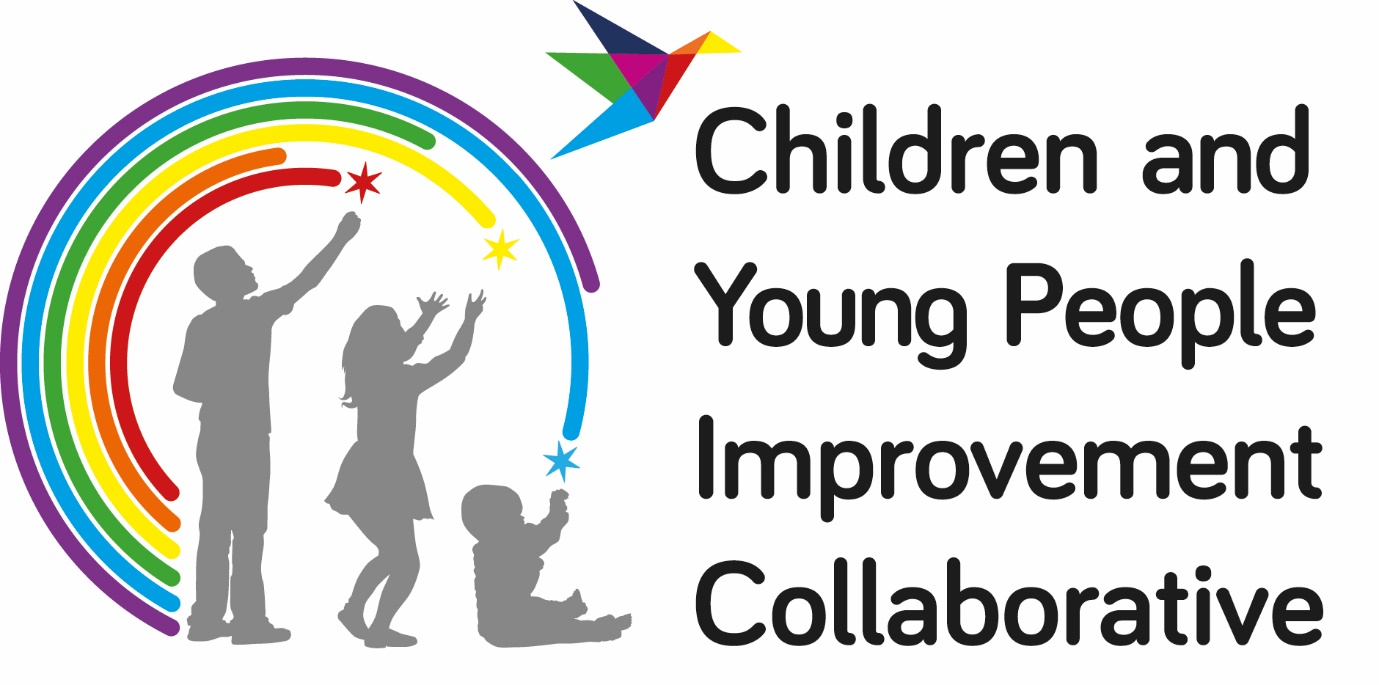 Children and
Young People
Improvement
Collaborative